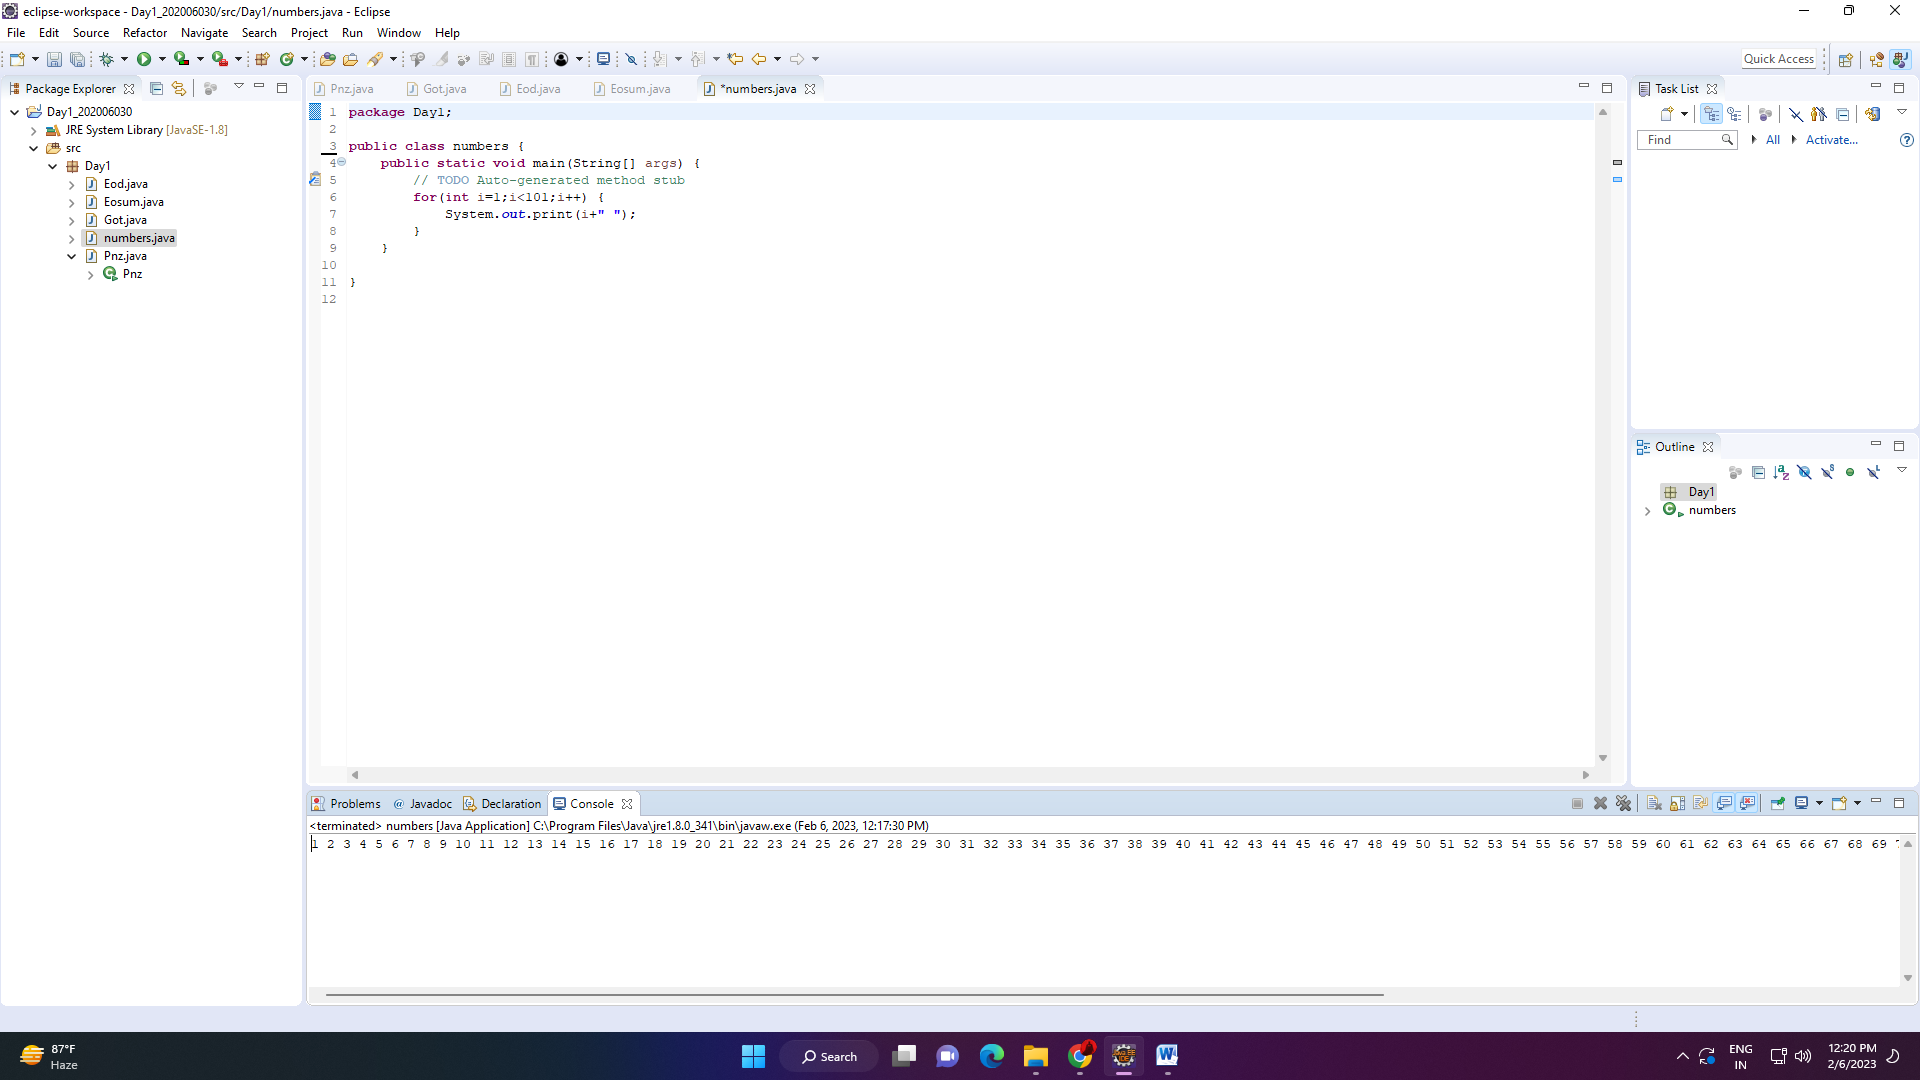 eclipse-workspace - Day1_202006030/src/Day1/numbers.java - Eclipse
File Edit Source Refactor Navigate Search Project Run Window Help
Quick Access
Package Explorer
Pnz.java Got.java Eod.java Eosum.java *numbers.java
Task List
Day1_202006030
JRE System Library [JavaSE-1.8]
src
Day1
Eod.java
Eosum.java
Got.java
numbers.java
Pnz.java
Pnz
1 package Day1;
2
3 public class numbers {
4 public static void main(String[] args) {
5 // TODO Auto-generated method stub
6 for(int i=1;i<101;i++) {
7 System.out.print(i+" ");
8 }
9 }
10
11 }
12
Find All Activate...
Outline
Day1
numbers
Problems @ Javadoc Declaration Console
<terminated> numbers [Java Application] C:\Program Files\Java\jre1.8.0_341\bin\javaw.exe (Feb 6, 2023, 12:17:30 PM)
1 2 3 4 5 6 7 8 9 10 11 12 13 14 15 16 17 18 19 20 21 22 23 24 25 26 27 28 29 30 31 32 33 34 35 36 37 38 39 40 41 42 43 44 45 46 47 48 49 50 51 52 53 54 55 56 57 58 59 60 61 62 63 64 65 66 67 68 69
87°F
Haze
Search
ENG
IN
12:20 PM
2/6/2023